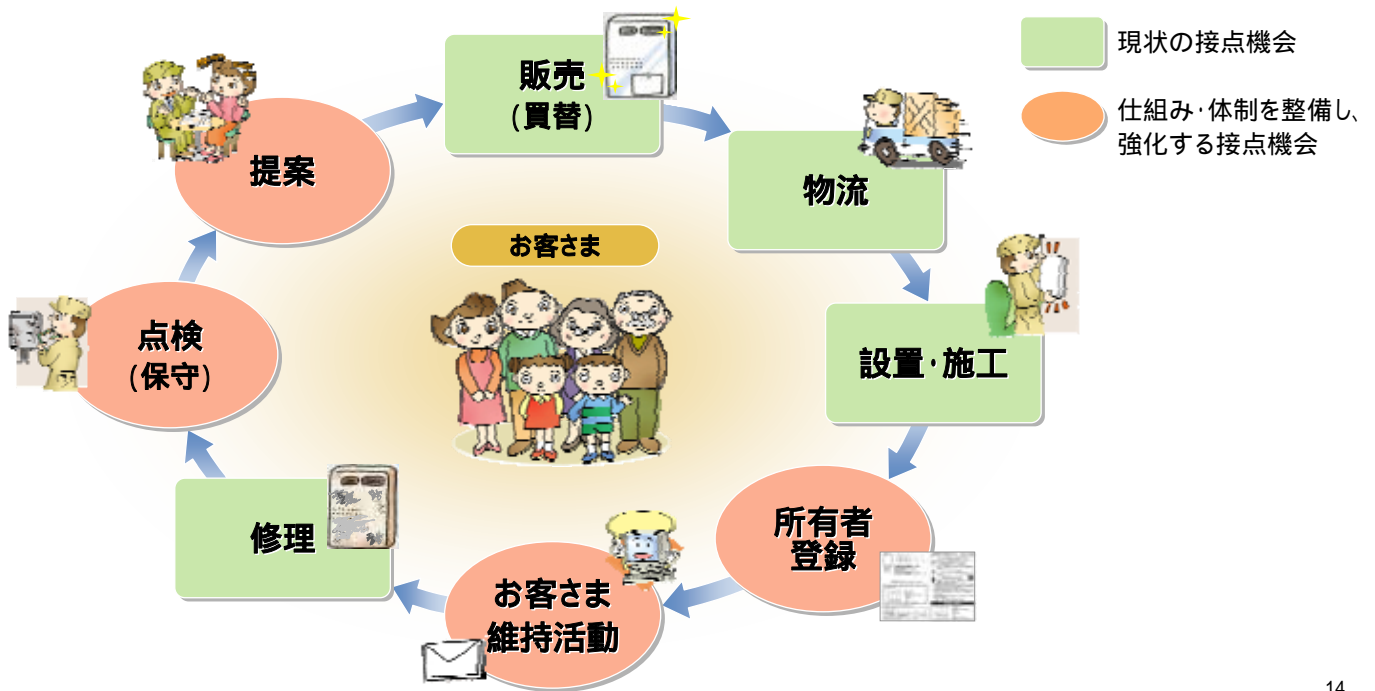 販売
(買替)
現状の接点機会
仕組み･体制を整備し、
強化する接点機会
提案
物流
お客さま
点検
(保守)
設置･施工
修理
所有者
登録
お客さま
維持活動
14